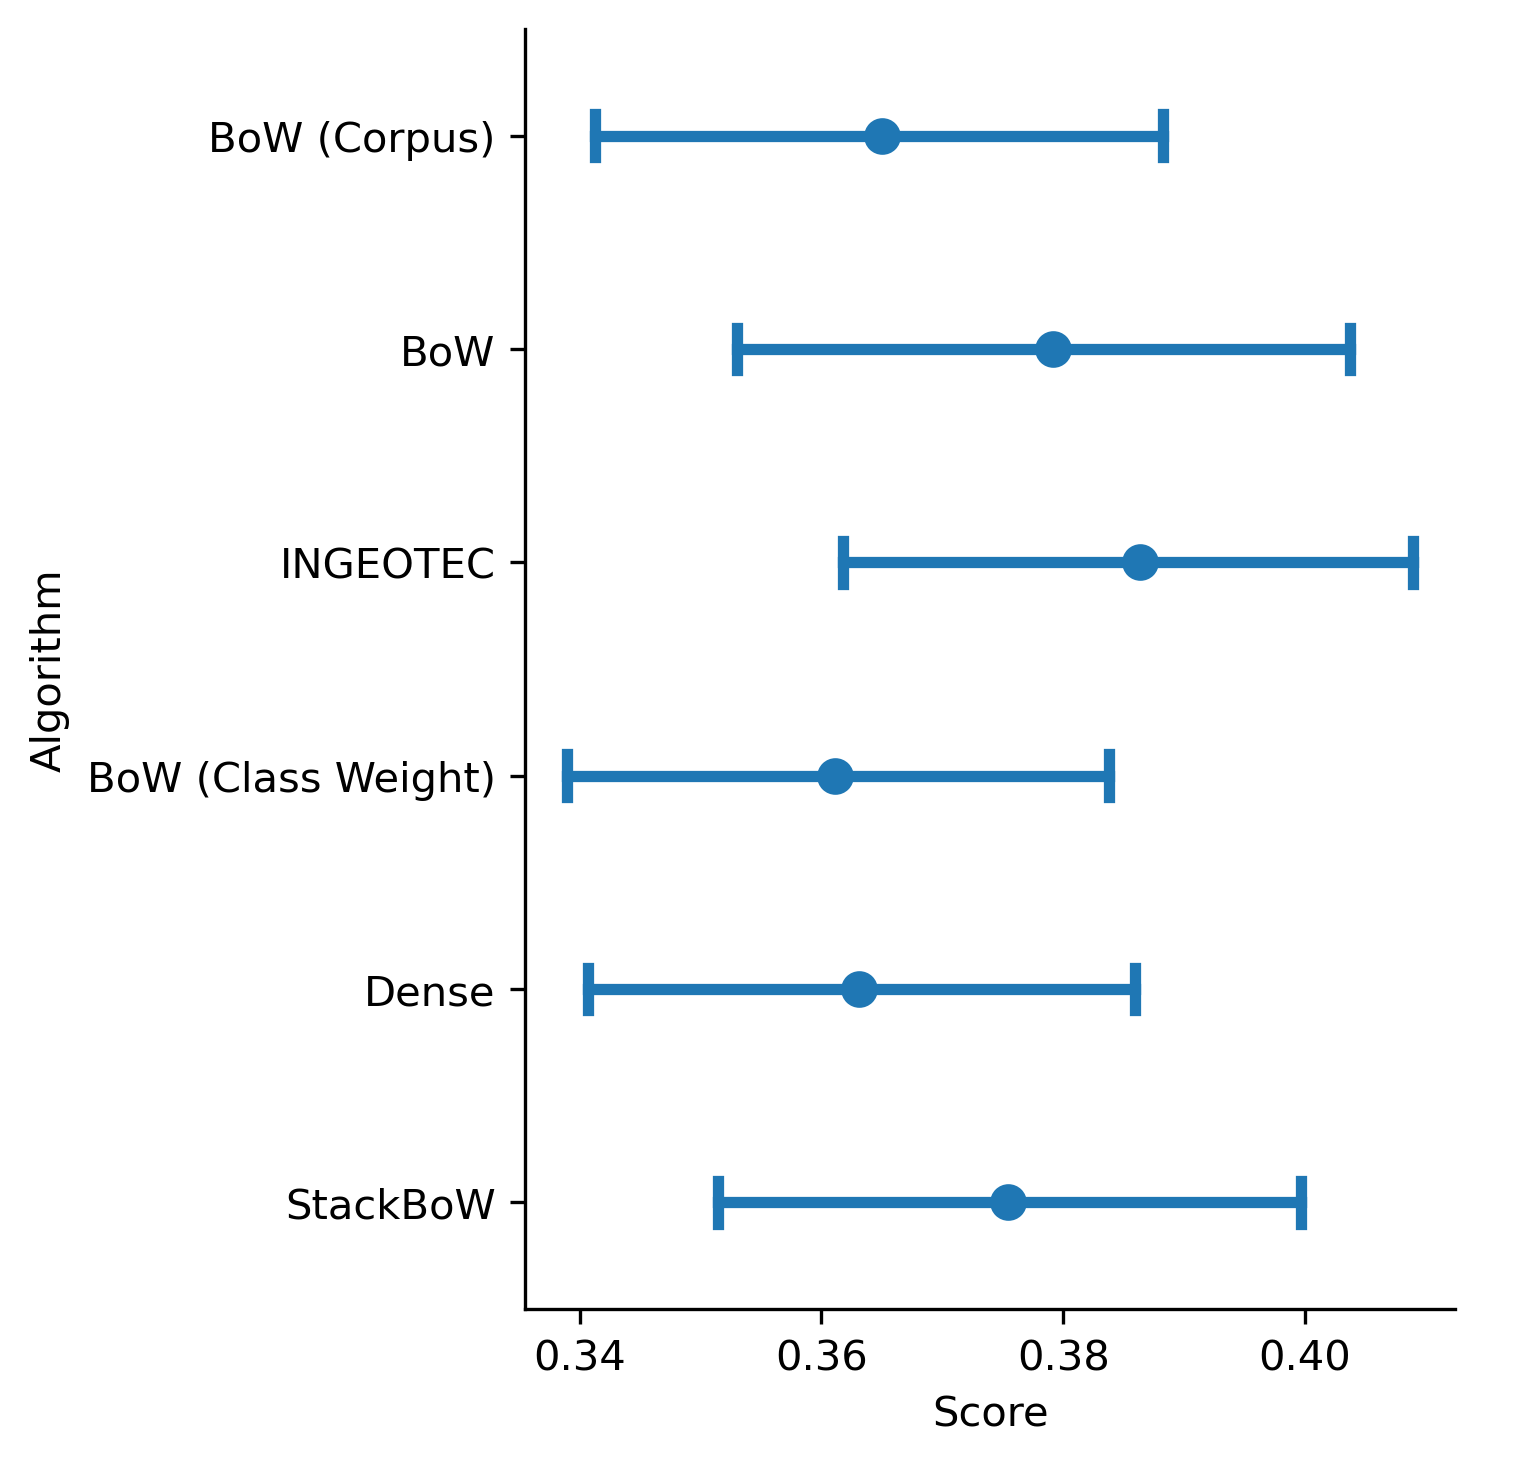 BoW (Corpus)
BoW
INGEOTEC
BoW (Class Weight)
Dense
StackBoW
Algorithm
0.34 0.36 0.38 0.40
Score